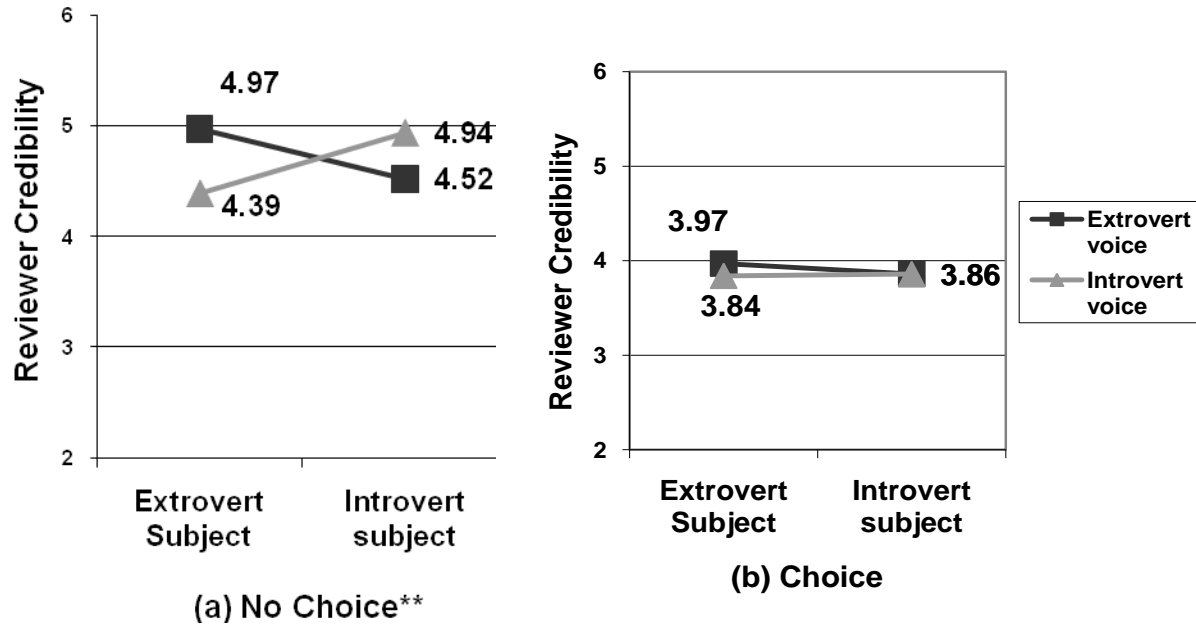 Reviewer Credibility
6
5
4
3
2
4.97
4.39
4.94
4.52
Extrovert
Subject
Introvert
subject
(a) No Choice**
Reviewer Credibility
6
5
4
3
2
3.97
3.84
3.86
Extrovert
Subject
Introvert
subject
(b) Choice
Extrovert
voice
Introvert
voice